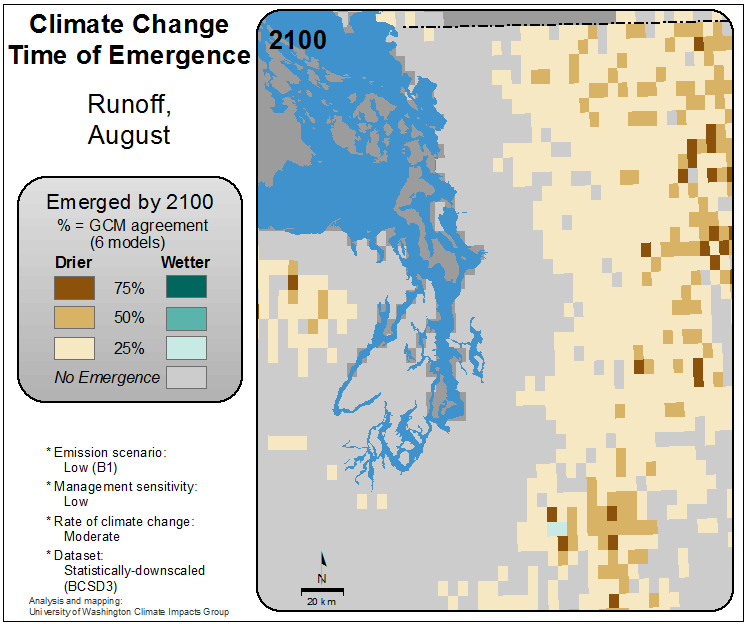 Climate Change
Time of Emergence
Runoff,
August
Emerged by 2100
% = GCM agreement
(6 models)
Drier Wetter
75%
50%
25%
No Emergence
* Emission scenario:
Low (B1)
* Management sensitivity:
Low
* Rate of climate change:
Moderate
* Dataset:
Statistically-downscaled
(BCSD3)
Analysis and mapping:
University of Washington Climate Impacts Group
2100
N
20 km